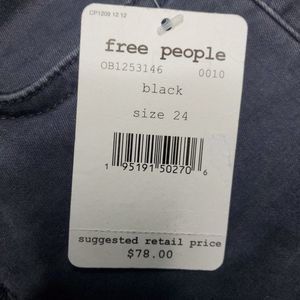 CP1209 12 12
free people
OB1253146 0010
black
size 24
1 95191 50270 6
suggested retail price
$78.00